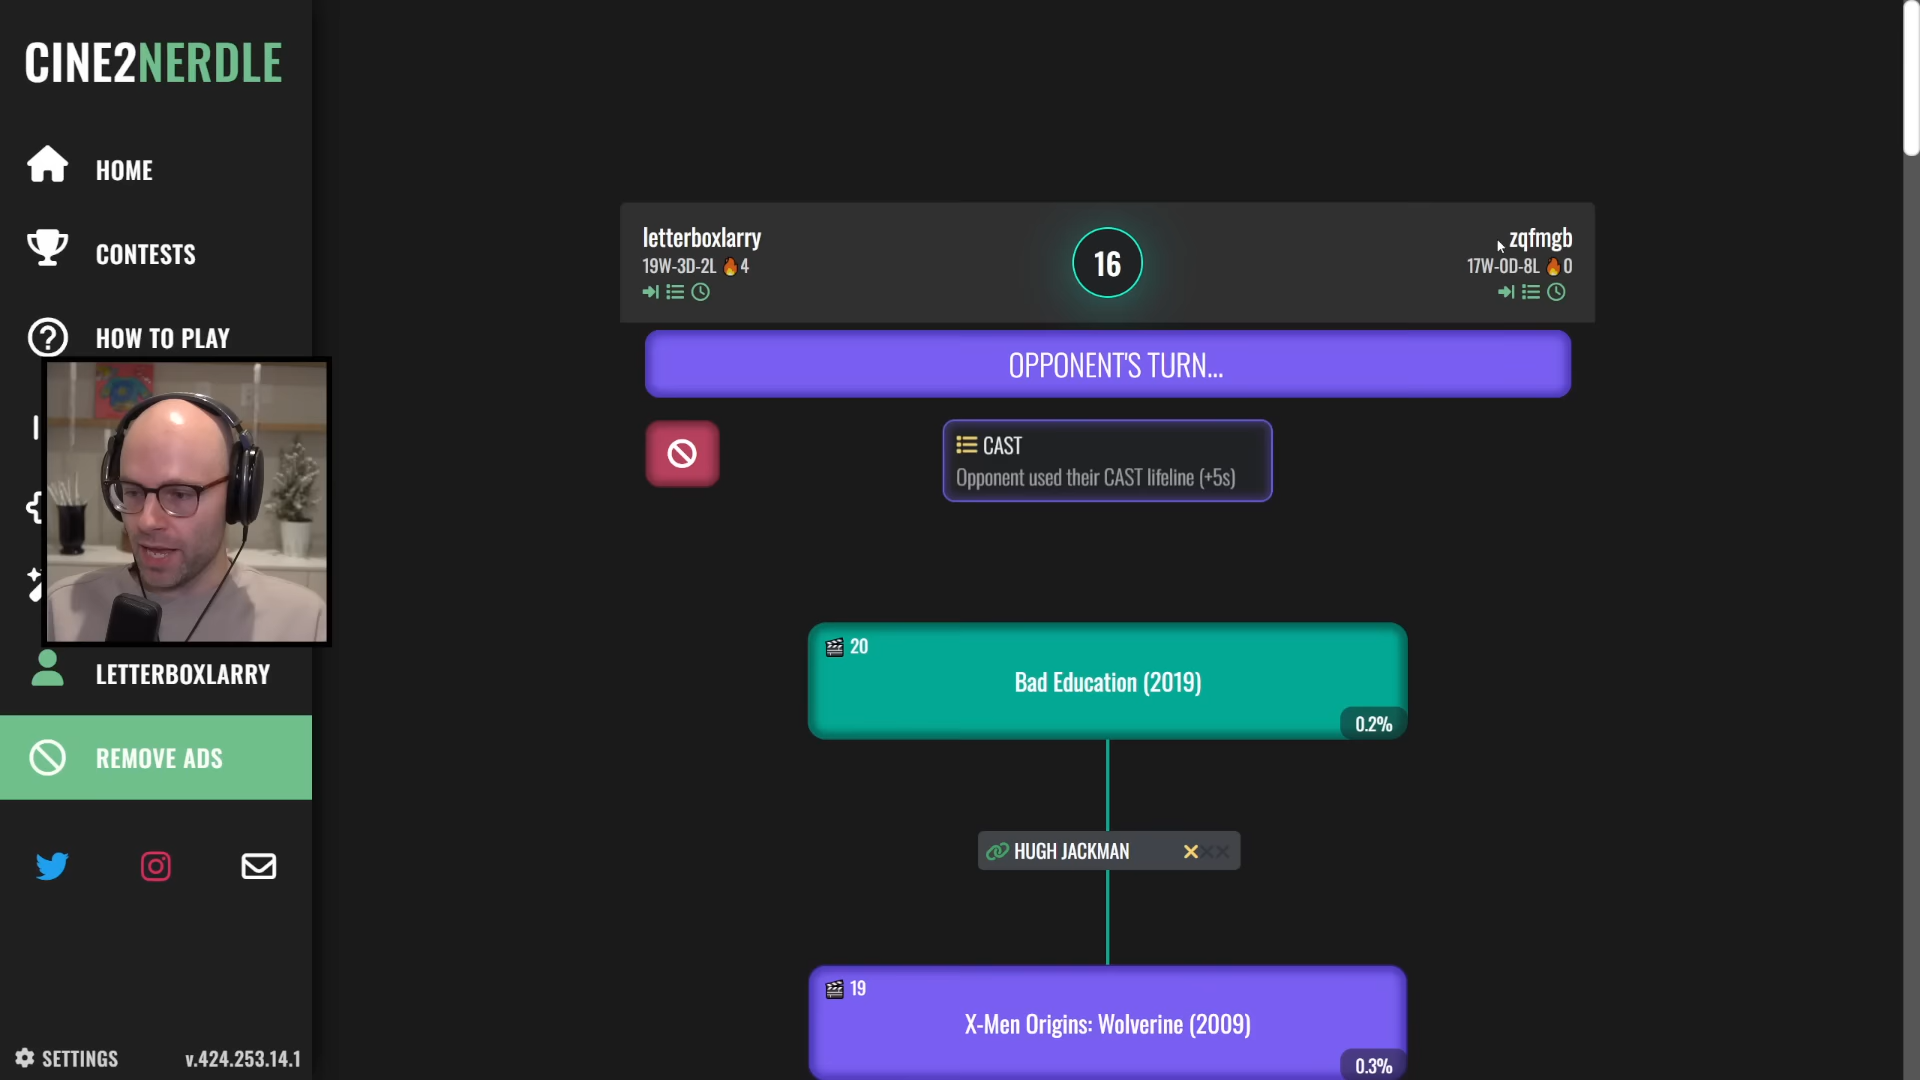 CINE2NERDLE
HOME
CONTESTS
HOW TO PLAY
LETTERBOXLARRY
REMOVE ADS
SETTINGS
v.424.253.14.1
letterboxlarry
19W-3D-2L 🔥4
16
zqfmgb
17W-0D-8L 🔥0
OPPONENT'S TURN...
CAST
Opponent used their CAST lifeline (+5s)
20
Bad Education (2019)
0.2%
HUGH JACKMAN
19
X-Men Origins: Wolverine (2009)
0.3%